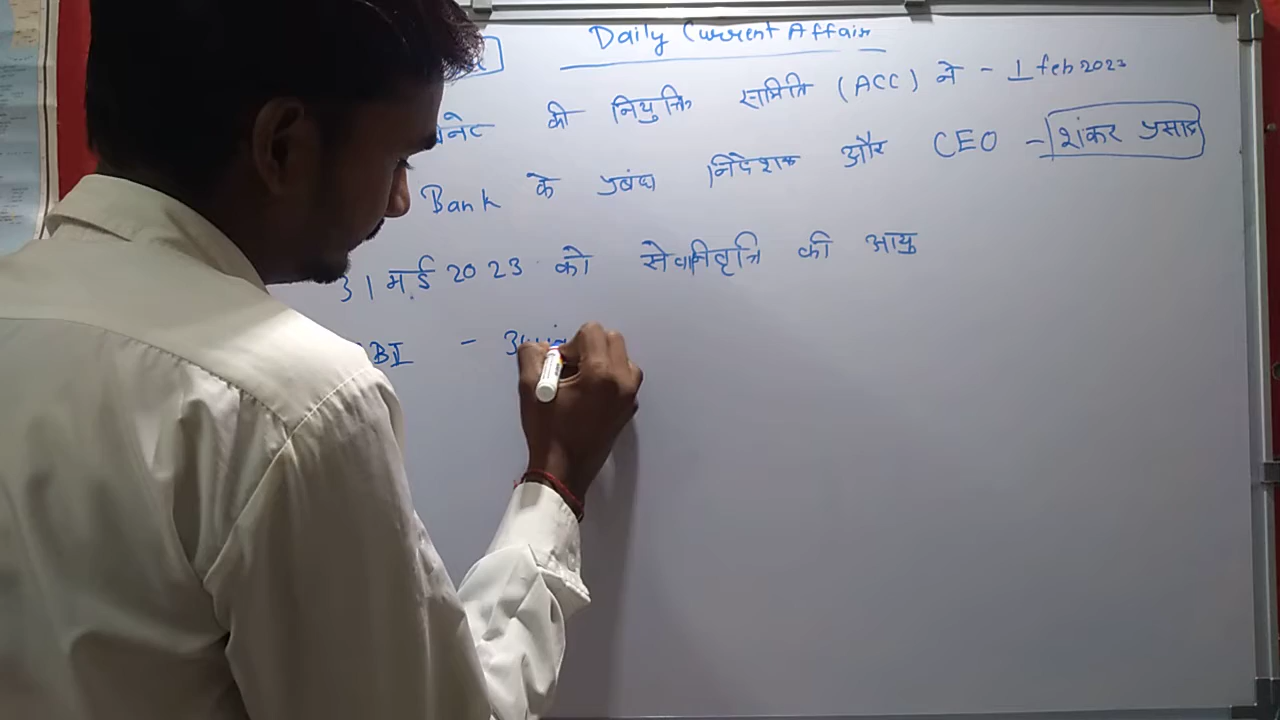 Daily Current Affair
की नियुक्ति समिति (ACC) ने - 1 feb 2023
Bank के प्रबंध निदेशक और CEO - शंकर प्रसाद
31 मई 2023 को सेवानिवृत्ति की आयु
BI -